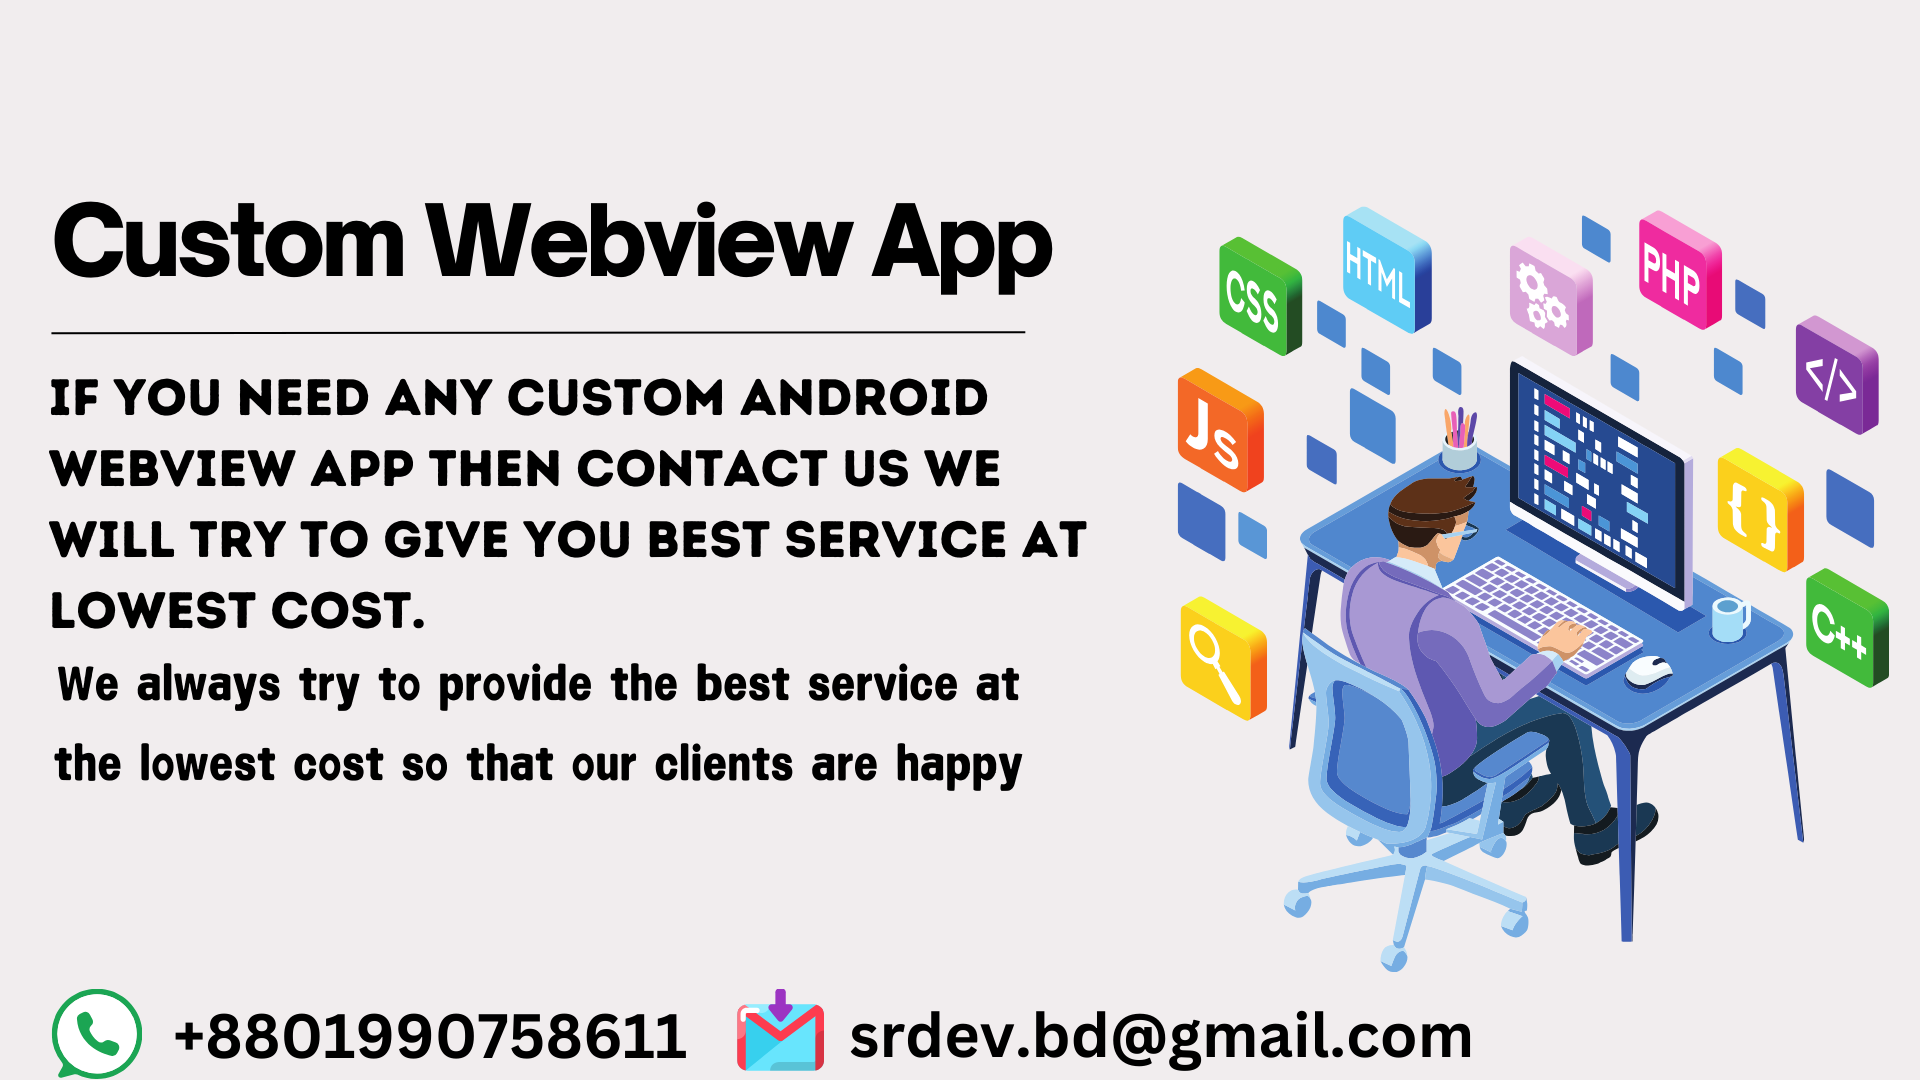 Custom Webview App
IF YOU NEED ANY CUSTOM ANDROID
WEBVIEW APP THEN CONTACT US WE
WILL TRY TO GIVE YOU BEST SERVICE AT
LOWEST COST.
We always try to provide the best service at
the lowest cost so that our clients are happy
+8801990758611
srdev.bd@gmail.com
CSS
HTML
PHP
</>
Js
{ }
C++